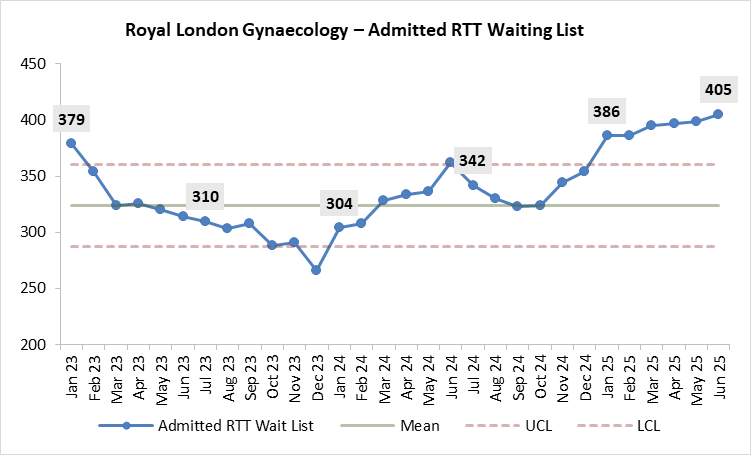 Royal London Gynaecology – Admitted RTT Waiting List
450
400
350
300
250
200
379
310
304
342
386
405
Jan 23
Feb 23
Mar 23
Apr 23
May 23
Jun 23
Jul 23
Aug 23
Sep 23
Oct 23
Nov 23
Dec 23
Jan 24
Feb 24
Mar 24
Apr 24
May 24
Jun 24
Jul 24
Aug 24
Sep 24
Oct 24
Nov 24
Dec 24
Jan 25
Feb 25
Mar 25
Apr 25
May 25
Jun 25
Admitted RTT Wait List Mean UCL LCL